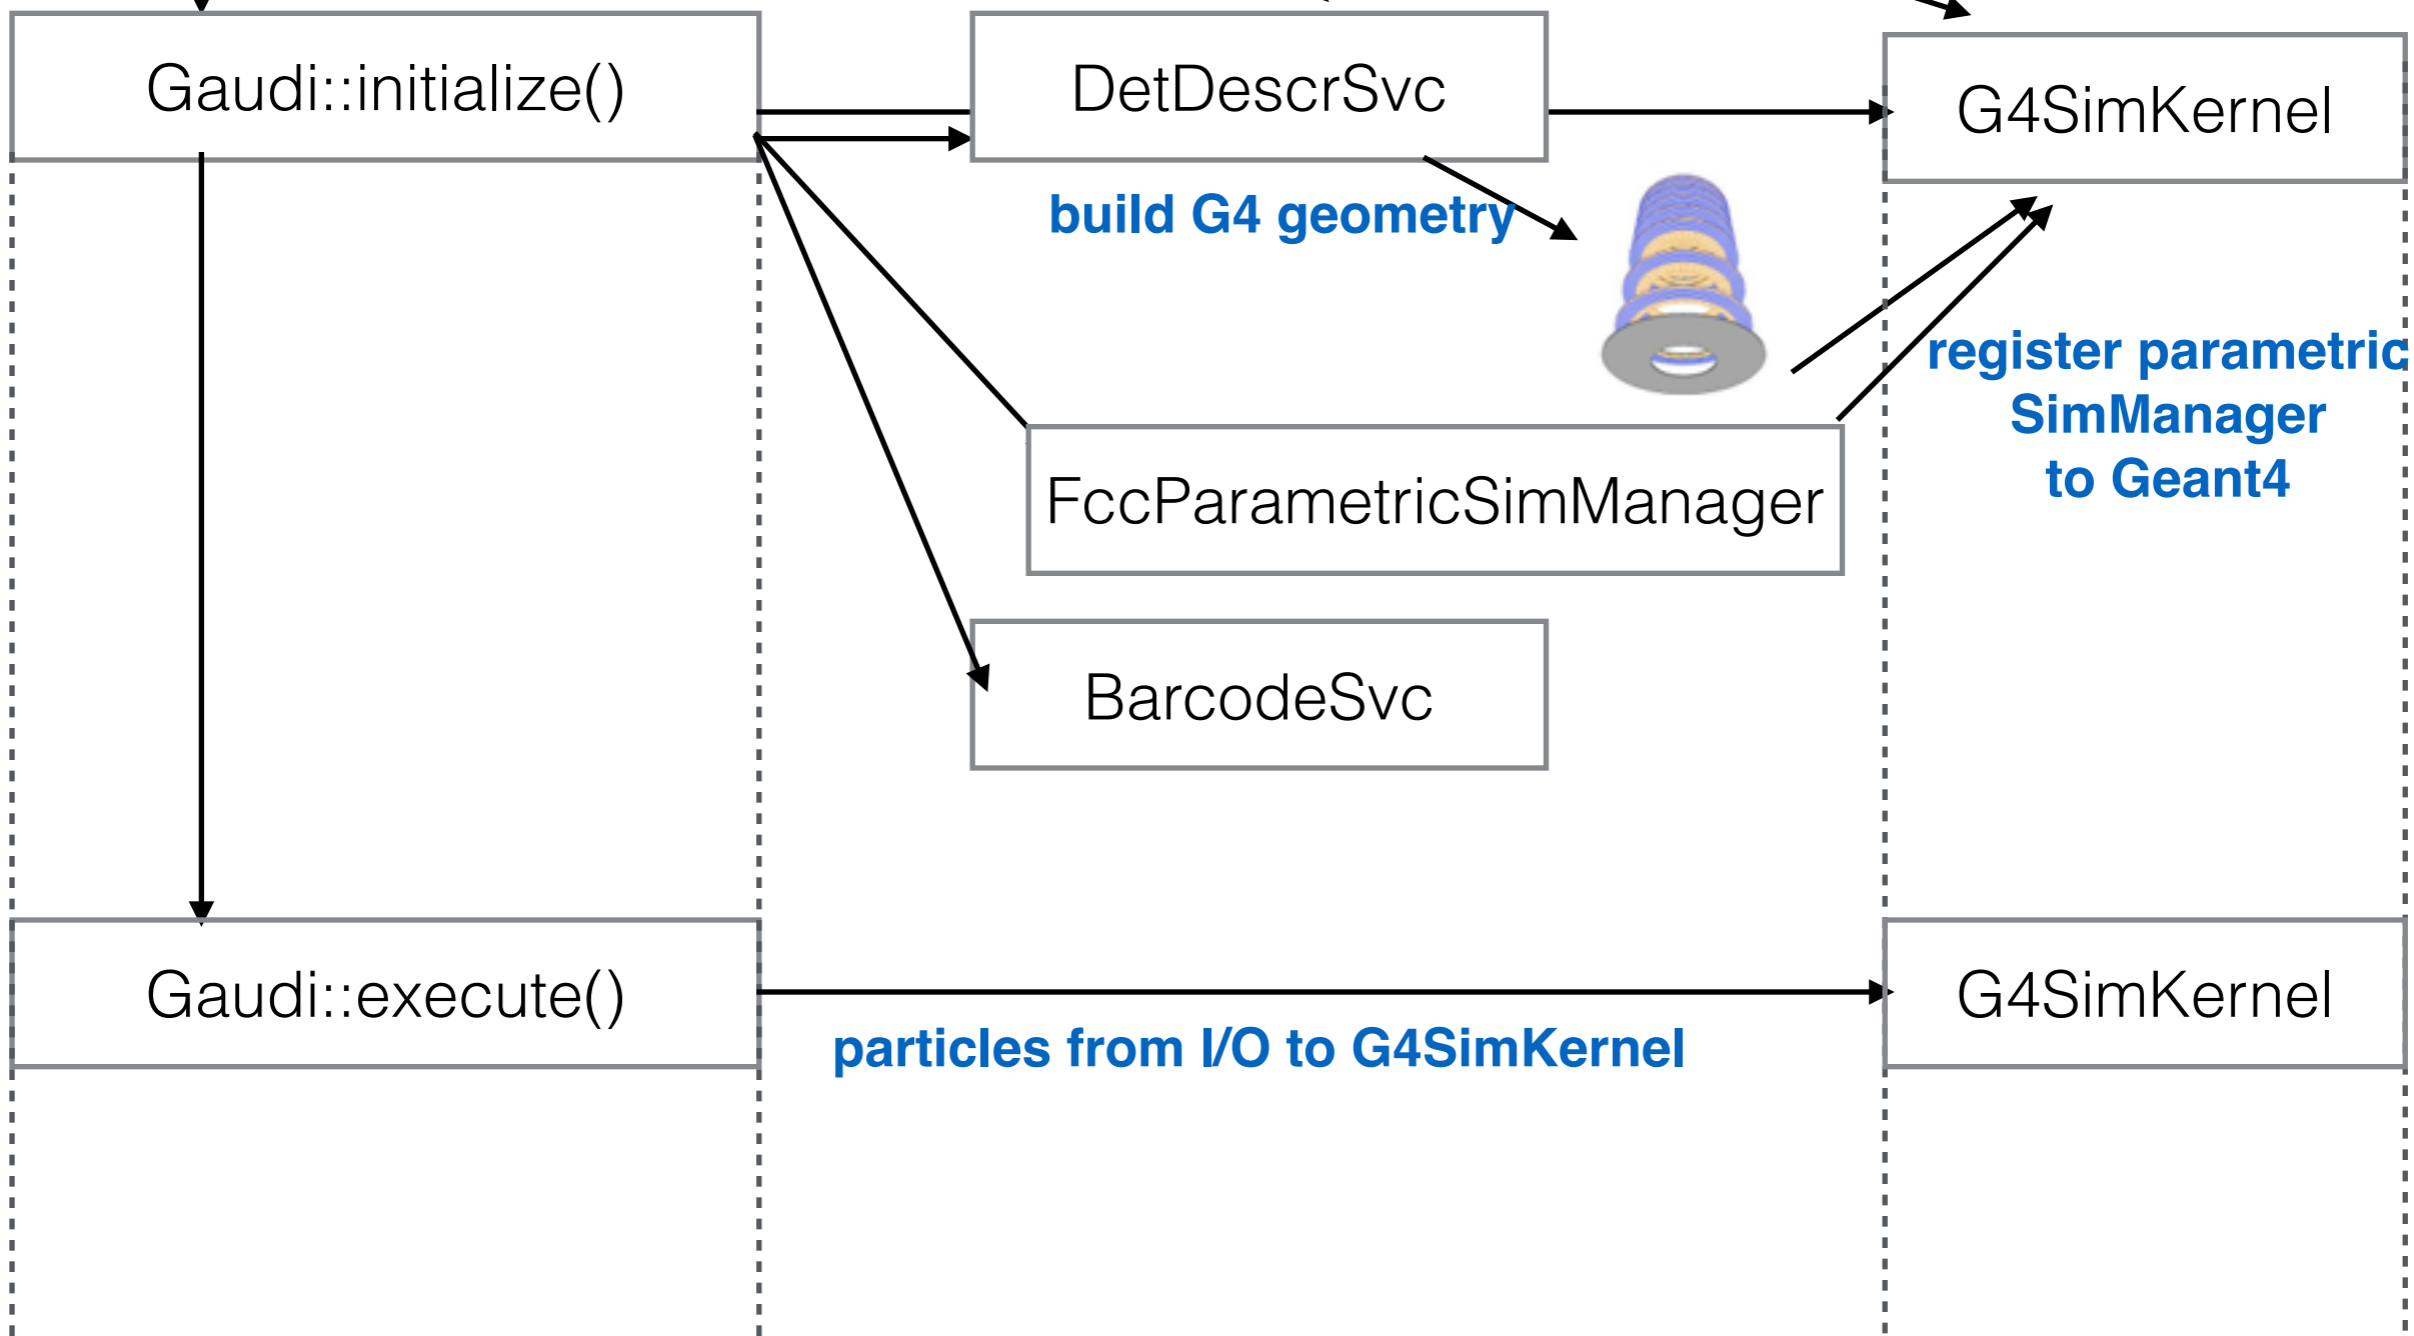 Gaudi::initialize()
DetDescrSvc
G4SimKernel
build G4 geometry
register parametric
SimManager
to Geant4
FccParametricSimManager
BarcodeSvc
Gaudi::execute()
G4SimKernel
particles from I/O to G4SimKernel